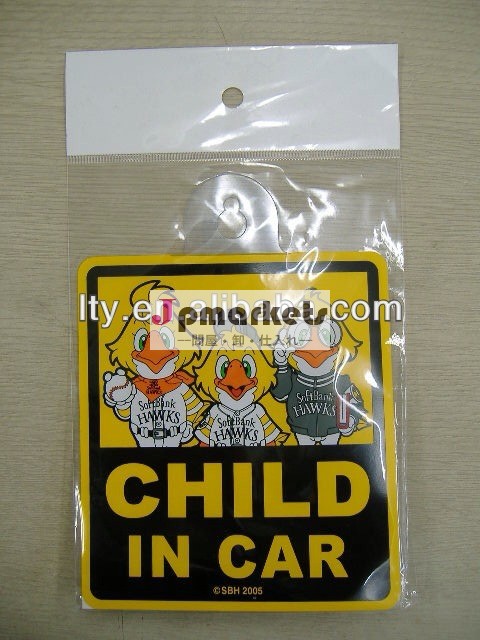 lty.en.alibaba.com
Jpmarkets
―問屋・卸・仕入れ―
SoftBank
HAWKS
SoftBank
HAWKS
SoftBank
HAWKS
CHILD
IN CAR
©SBH 2005